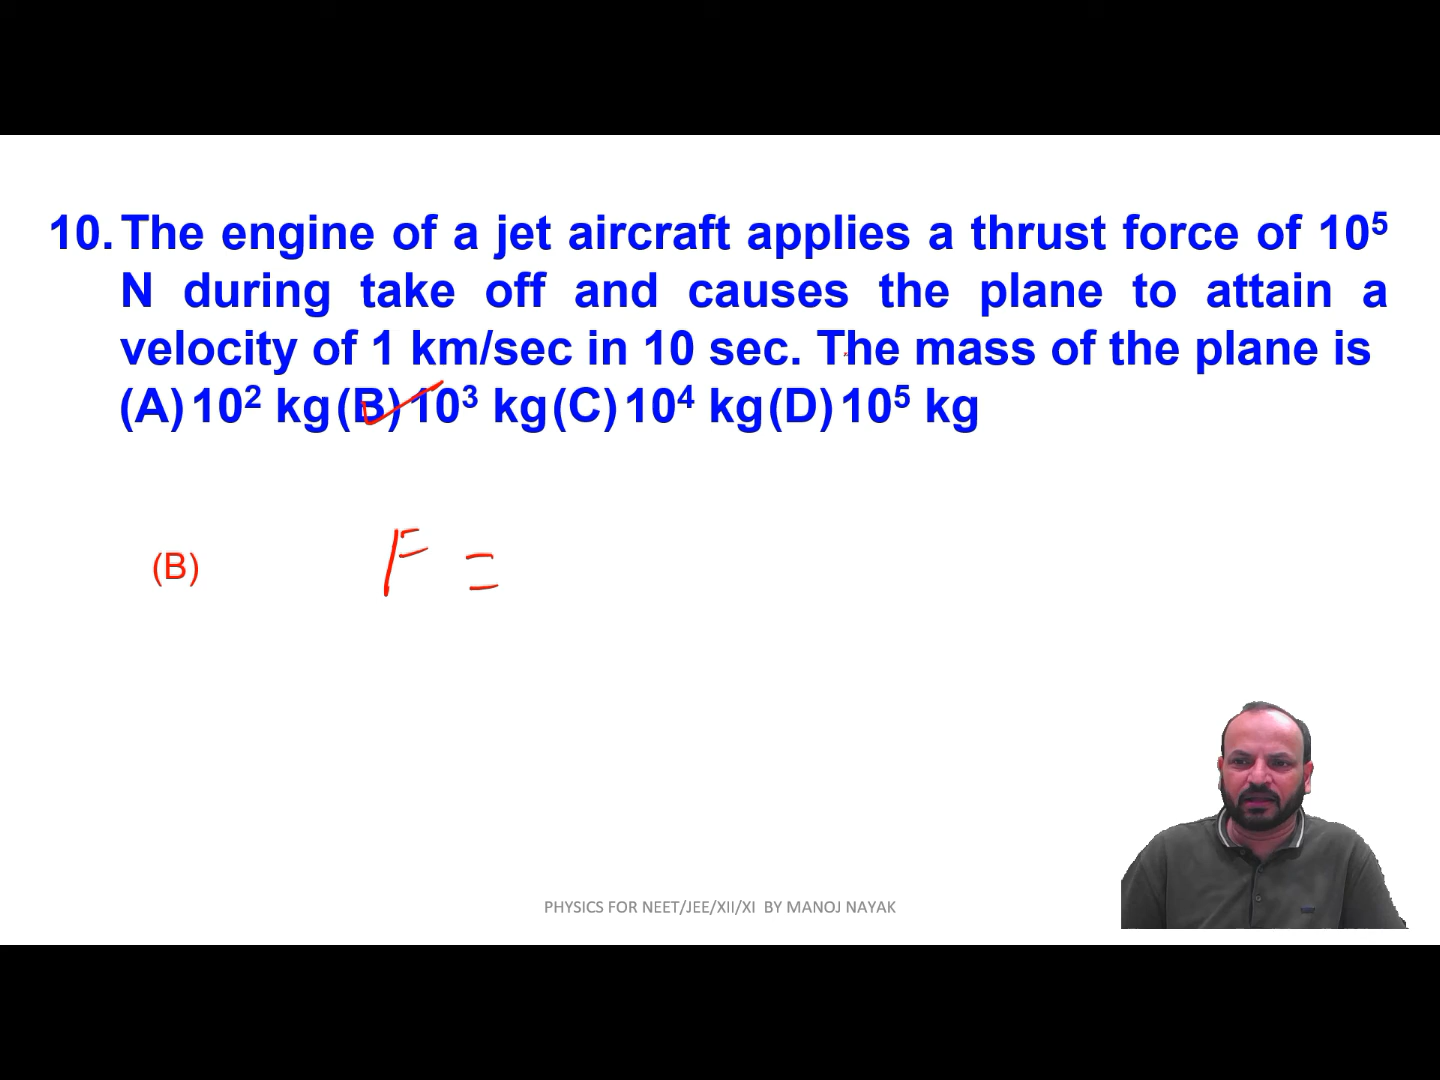 10. The engine of a jet aircraft applies a thrust force of 10⁵
N during take off and causes the plane to attain a
velocity of 1 km/sec in 10 sec. The mass of the plane is
(A) 10² kg (B) 10³ kg (C) 10⁴ kg (D) 10⁵ kg
(B) F =
PHYSICS FOR NEET/JEE/XII/XI BY MANOJ NAYAK